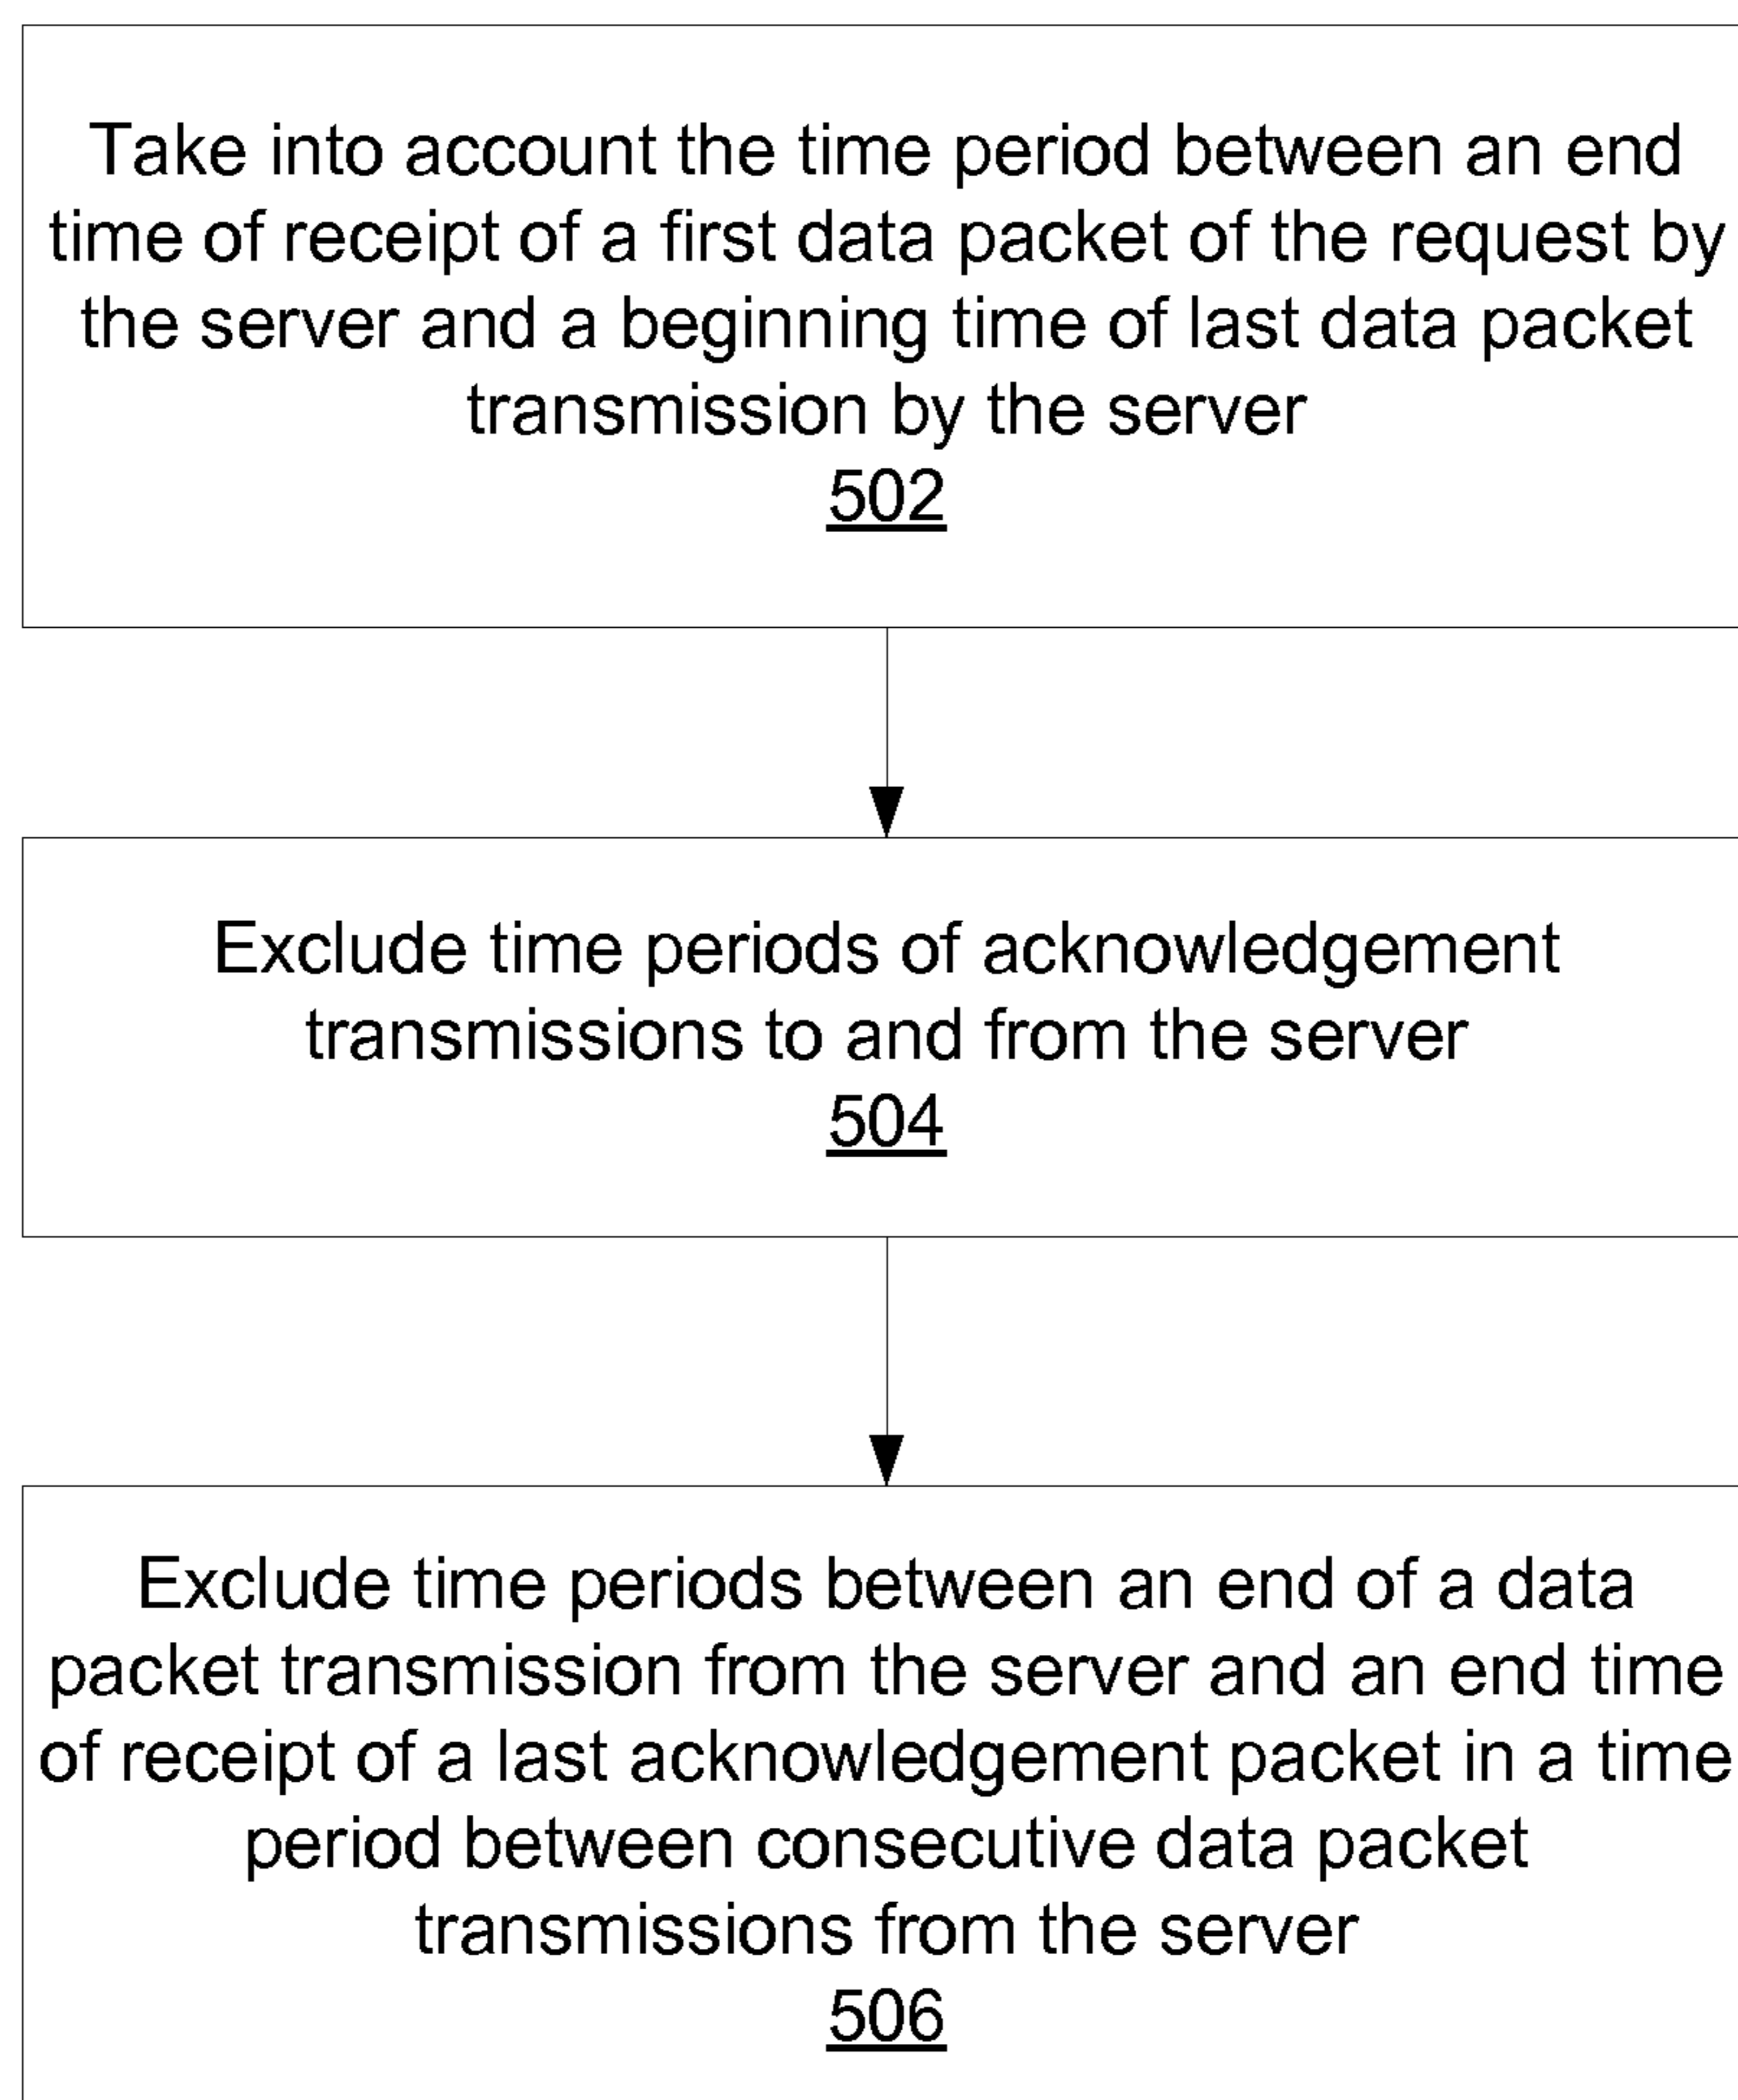 Take into account the time period between an end
time of receipt of a first data packet of the request by
the server and a beginning time of last data packet
transmission by the server
502
Exclude time periods of acknowledgement
transmissions to and from the server
504
Exclude time periods between an end of a data
packet transmission from the server and an end time
of receipt of a last acknowledgement packet in a time
period between consecutive data packet
transmissions from the server
506